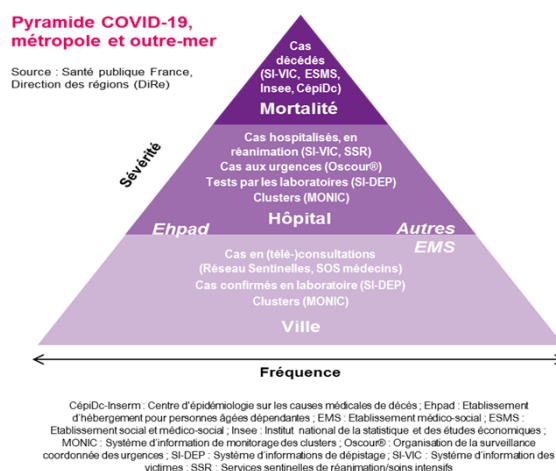 Pyramide COVID-19,
métropole et outre-mer
Source : Santé publique France,
Direction des régions (DiRe)
Cas
décédés
(SI-VIC, ESMS,
Insee, CépiDc)
Mortalité
Sévérité
Cas hospitalisés, en
réanimation (SI-VIC, SSR)
Cas aux urgences (Oscour®)
Tests par les laboratoires (SI-DEP)
Clusters (MONIC)
Hôpital
Ehpad
Autres
EMS
Cas en (télé-)consultations
(Réseau Sentinelles, SOS médecins)
Cas confirmés en laboratoire (SI-DEP)
Clusters (MONIC)
Ville
Fréquence
CépiDc-Inserm : Centre d'épidémiologie sur les causes médicales de décès ; Ehpad : Etablissement
d'hébergement pour personnes âgées dépendantes ; EMS : Etablissement médico-social ; ESMS :
Etablissement social et médico-social ; Insee : Institut national de la statistique et des études économiques ;
MONIC : Système d'information de monitorage des clusters ; Oscour® : Organisation de la surveillance
coordonnée des urgences ; SI-DEP : Système d'informations de dépistage ; SI-VIC : Système d'information des
victimes ; SSR : Services sentinelles de réanimation/soins intensifs